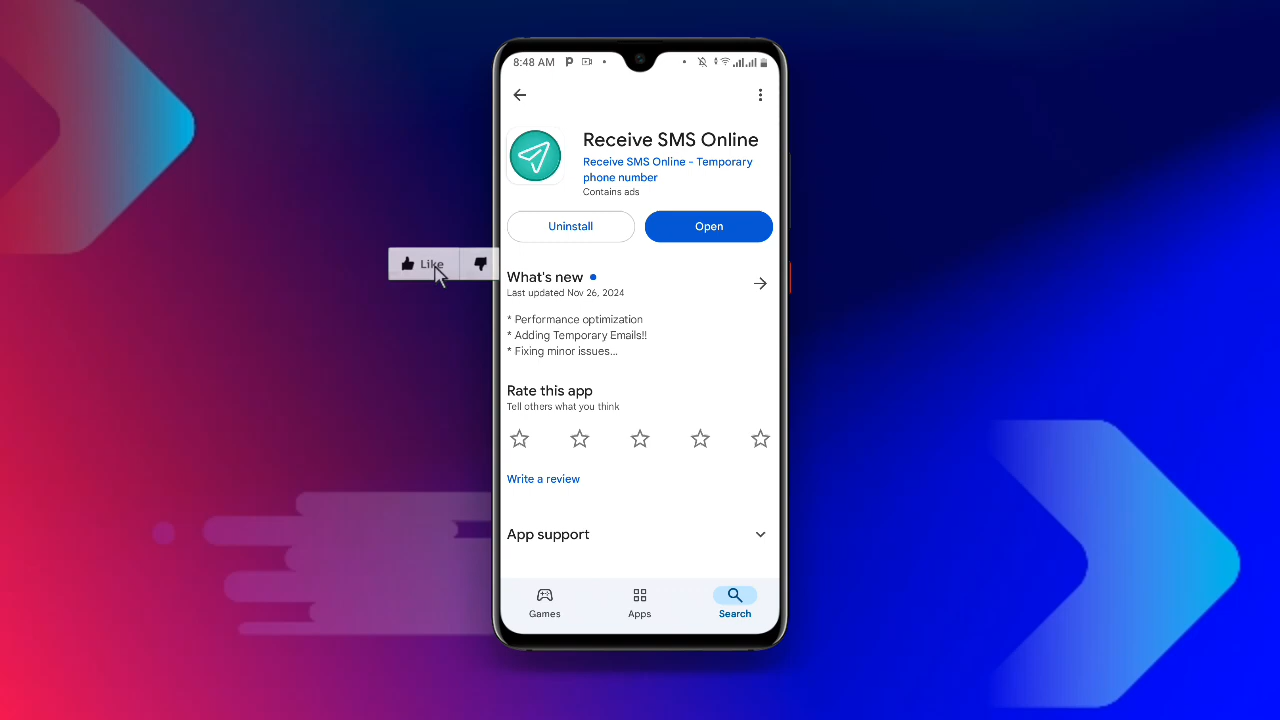 8:48 AM P
Receive SMS Online
Receive SMS Online - Temporary
phone number
Contains ads
Uninstall
Open
Like
What's new
Last updated Nov 26, 2024
* Performance optimization
* Adding Temporary Emails!!
* Fixing minor issues...
Rate this app
Tell others what you think
Write a review
App support
Games
Apps
Search